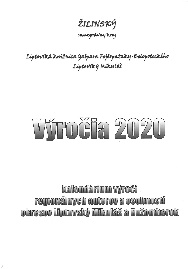 ŽILINSKÝ
samosprávny kraj
Liptovská knižnica Gašpara Fejérpataky-Belopotockého
Liptovský Mikuláš
Výročia 2020
kalendárium výročí
regionálnych autorov a osobností
okresov Liptovský Mikuláš a Ružomberok